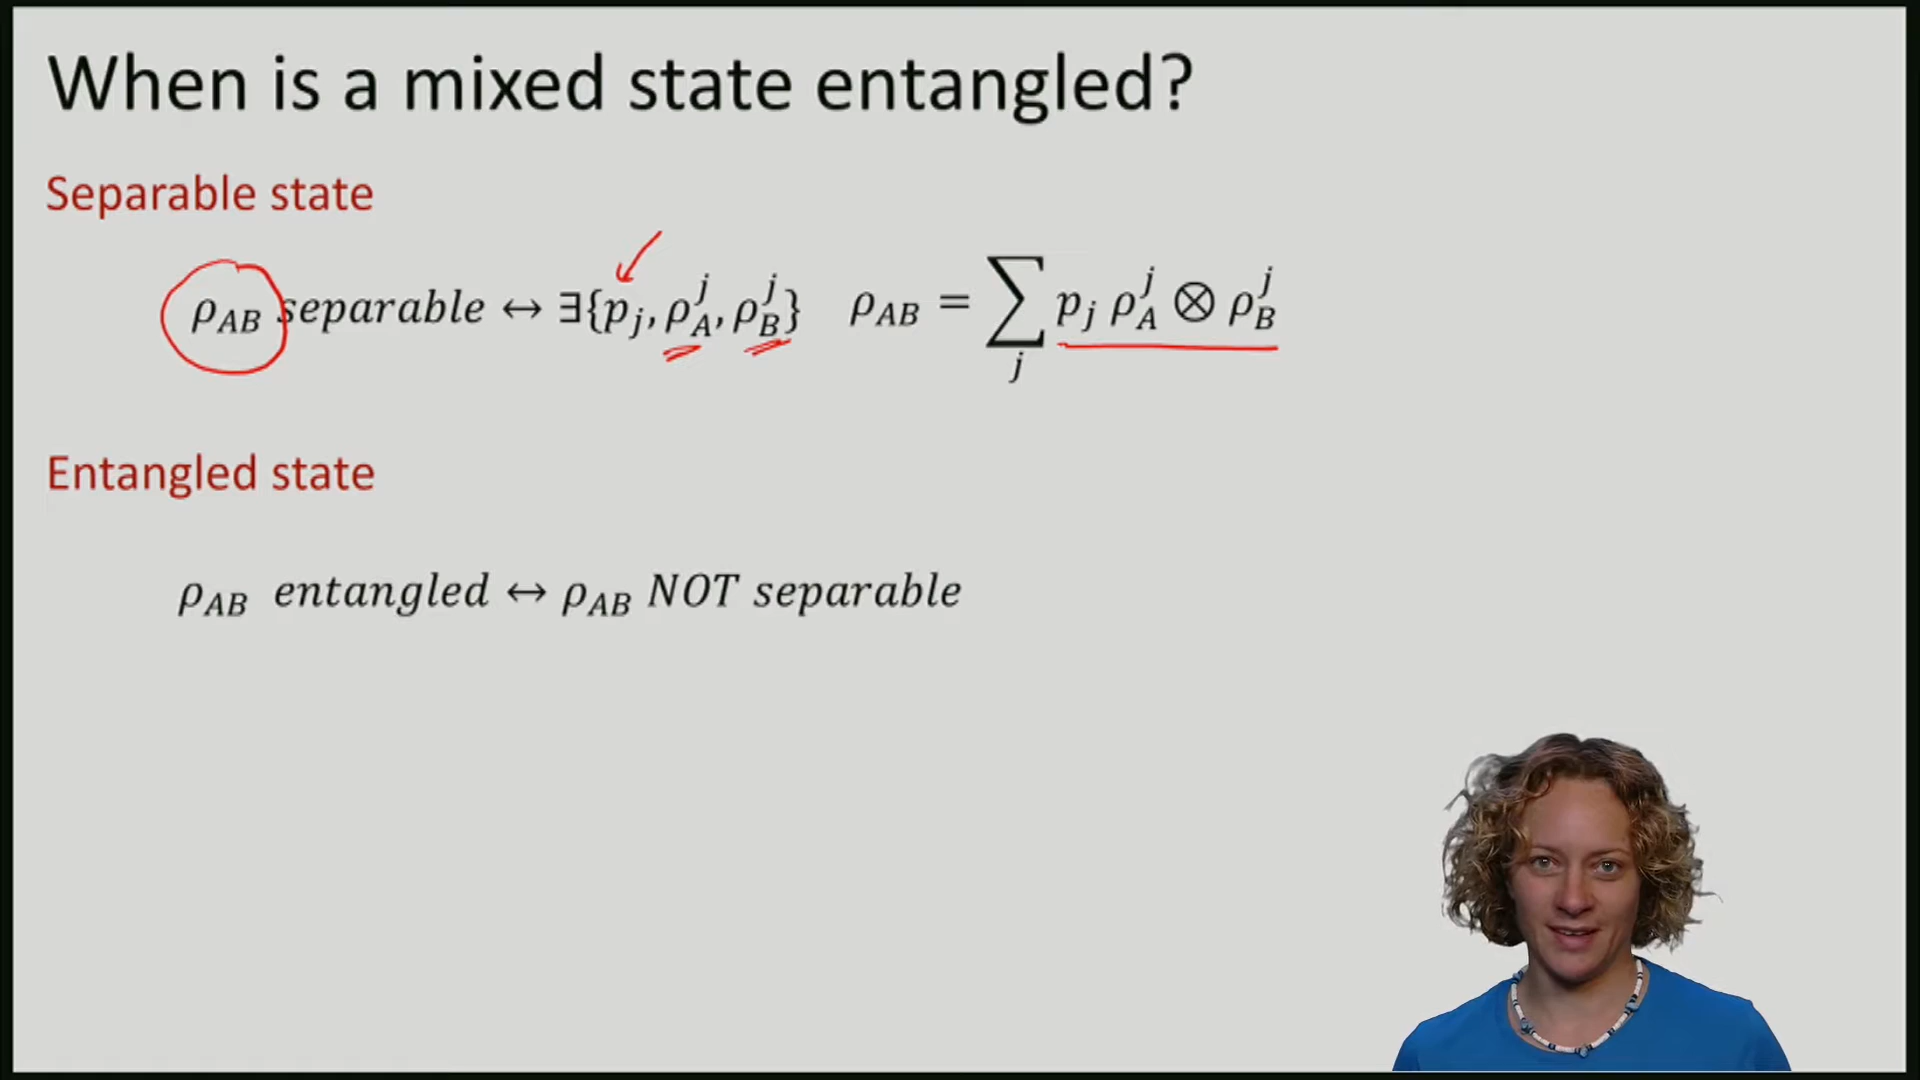 When is a mixed state entangled?
Separable state
ρ_AB separable ↔ ∃{p_j, ρ_A^j, ρ_B^j} ρ_AB = ∑_j p_j ρ_A^j ⊗ ρ_B^j
Entangled state
ρ_AB entangled ↔ ρ_AB NOT separable